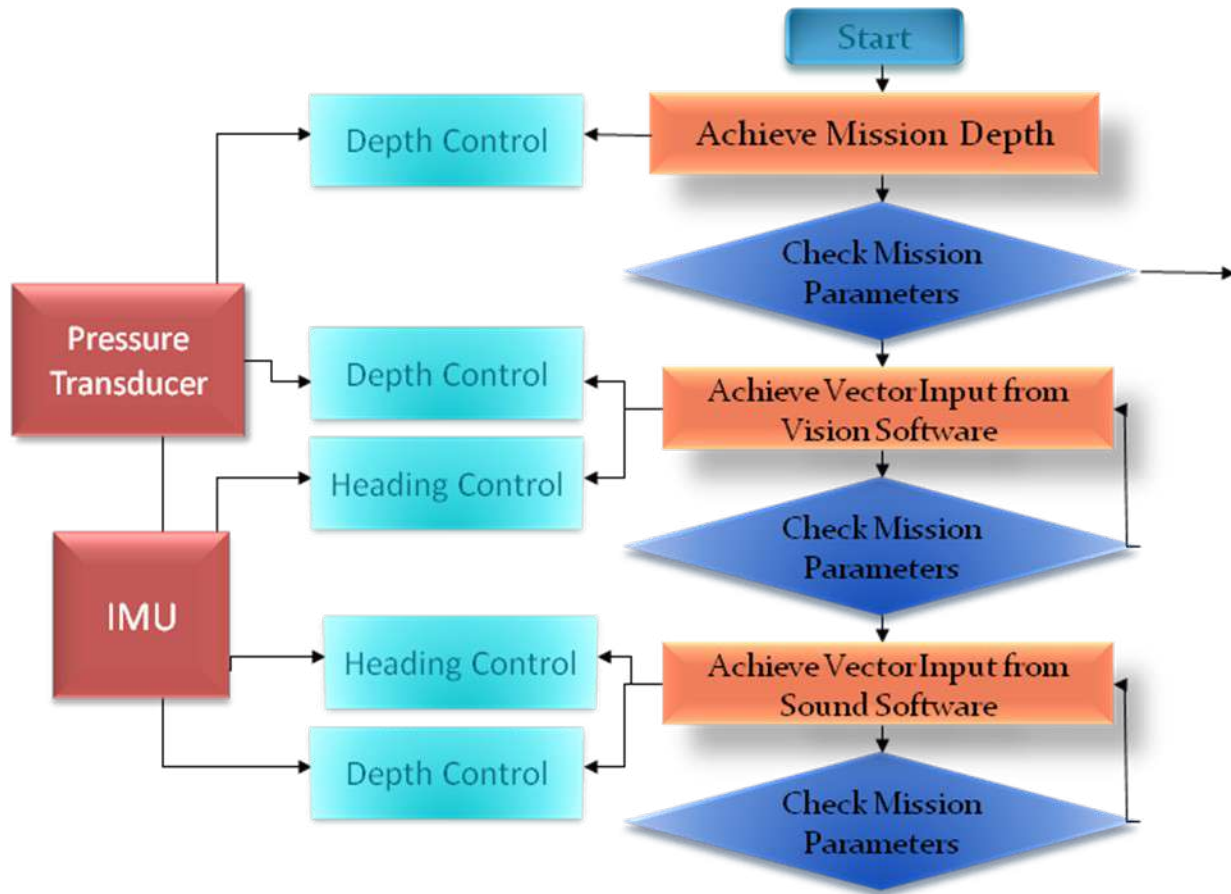 Start
Depth Control
Achieve Mission Depth
Check Mission
Parameters
Pressure
Transducer
Depth Control
Achieve Vector Input from
Vision Software
Heading Control
Check Mission
Parameters
IMU
Heading Control
Achieve Vector Input from
Sound Software
Depth Control
Check Mission
Parameters